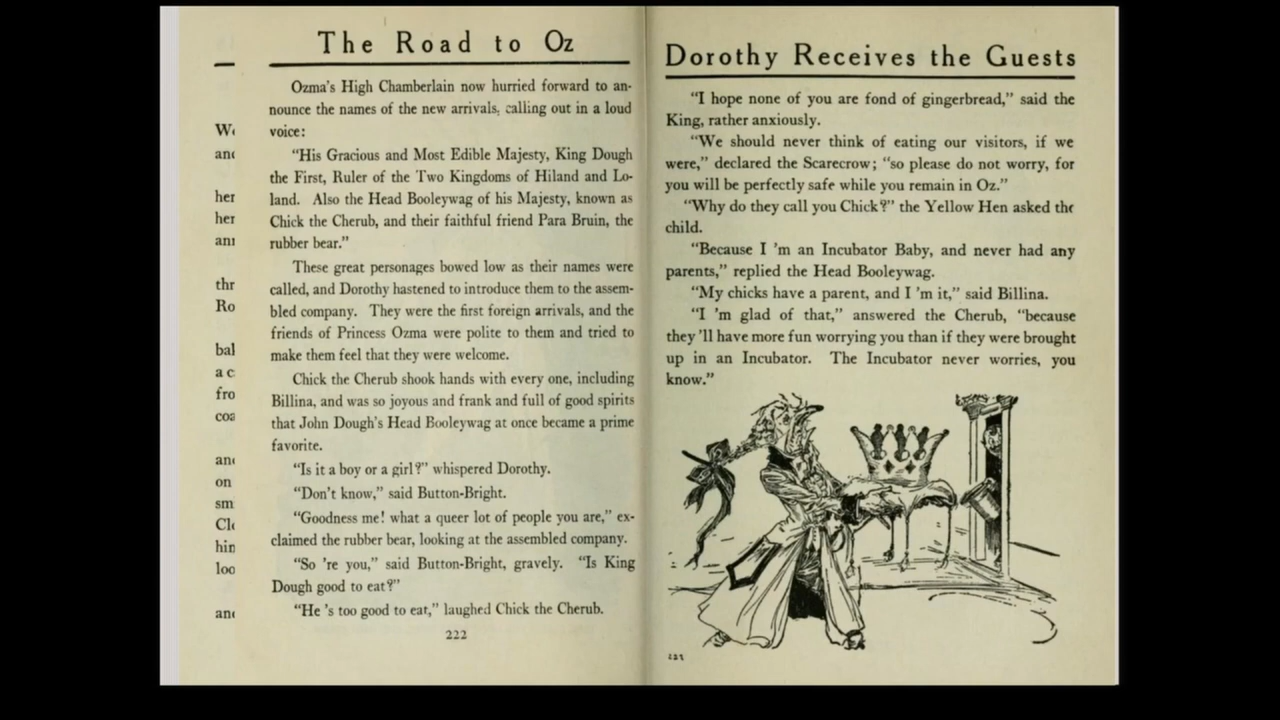 The Road to Oz
Ozma's High Chamberlain now hurried forward to an-
nounce the names of the new arrivals, calling out in a loud
voice:
"His Gracious and Most Edible Majesty, King Dough
the First, Ruler of the Two Kingdoms of Hiland and Lo-
land. Also the Head Booleywag of his Majesty, known as
Chick the Cherub, and their faithful friend Para Bruin, the
rubber bear."
These great personages bowed low as their names were
called, and Dorothy hastened to introduce them to the assem-
bled company. They were the first foreign arrivals, and the
friends of Princess Ozma were polite to them and tried to
make them feel that they were welcome.
Chick the Cherub shook hands with every one, including
Billina, and was so joyous and frank and full of good spirits
that John Dough's Head Booleywag at once became a prime
favorite.
"Is it a boy or a girl?" whispered Dorothy.
"Don't know," said Button-Bright.
"Goodness me! what a queer lot of people you are," ex-
claimed the rubber bear, looking at the assembled company.
"So 're you," said Button-Bright, gravely. "Is King
Dough good to eat?"
"He 's too good to eat," laughed Chick the Cherub.
222
Dorothy Receives the Guests
"I hope none of you are fond of gingerbread," said the
King, rather anxiously.
"We should never think of eating our visitors, if we
were," declared the Scarecrow; "so please do not worry, for
you will be perfectly safe while you remain in Oz."
"Why do they call you Chick?" the Yellow Hen asked the
child.
"Because I 'm an Incubator Baby, and never had any
parents," replied the Head Booleywag.
"My chicks have a parent, and I 'm it," said Billina.
"I 'm glad of that," answered the Cherub, "because
they 'll have more fun worrying you than if they were brought
up in an Incubator. The Incubator never worries, you
know."